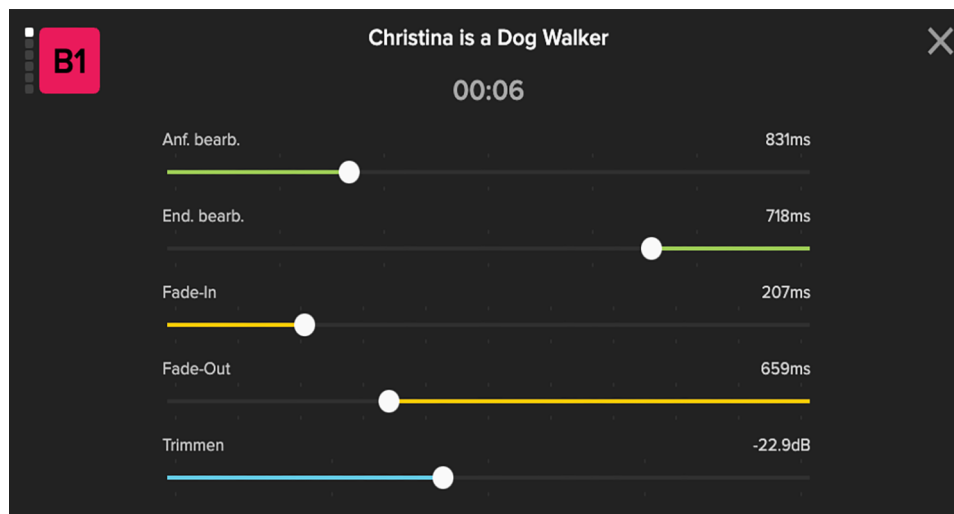 B1
Christina is a Dog Walker
00:06
Anf. bearb. 831ms
End. bearb. 718ms
Fade-In 207ms
Fade-Out 659ms
Trimmen -22.9dB